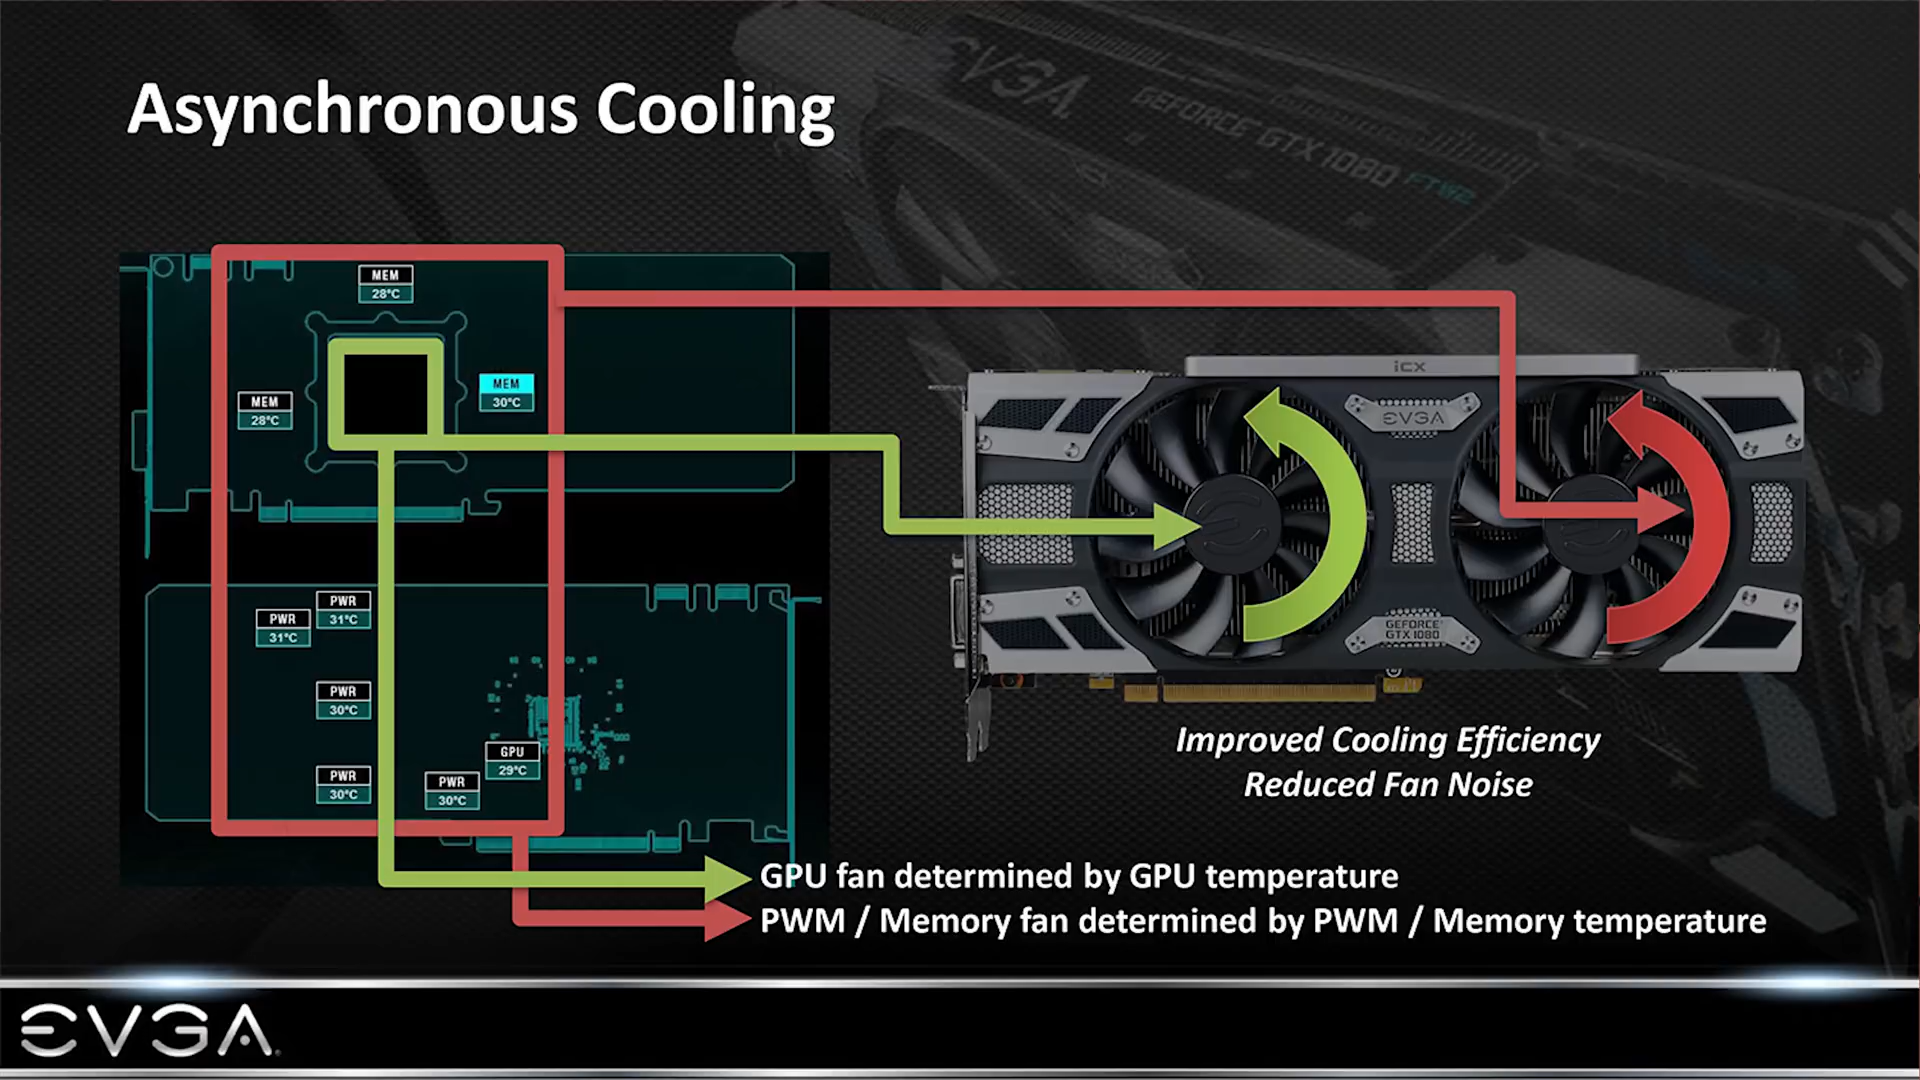 EVGA
GEFORCE GTX 1080 FTW2
Asynchronous Cooling
MEM
28°C
MEM
28°C
MEM
30°C
iCX
EVGA
GEFORCE
GTX 1080
PWR
31°C
PWR
31°C
PWR
30°C
GPU
29°C
PWR
30°C
PWR
30°C
Improved Cooling Efficiency
Reduced Fan Noise
GPU fan determined by GPU temperature
PWM / Memory fan determined by PWM / Memory temperature
EVGA